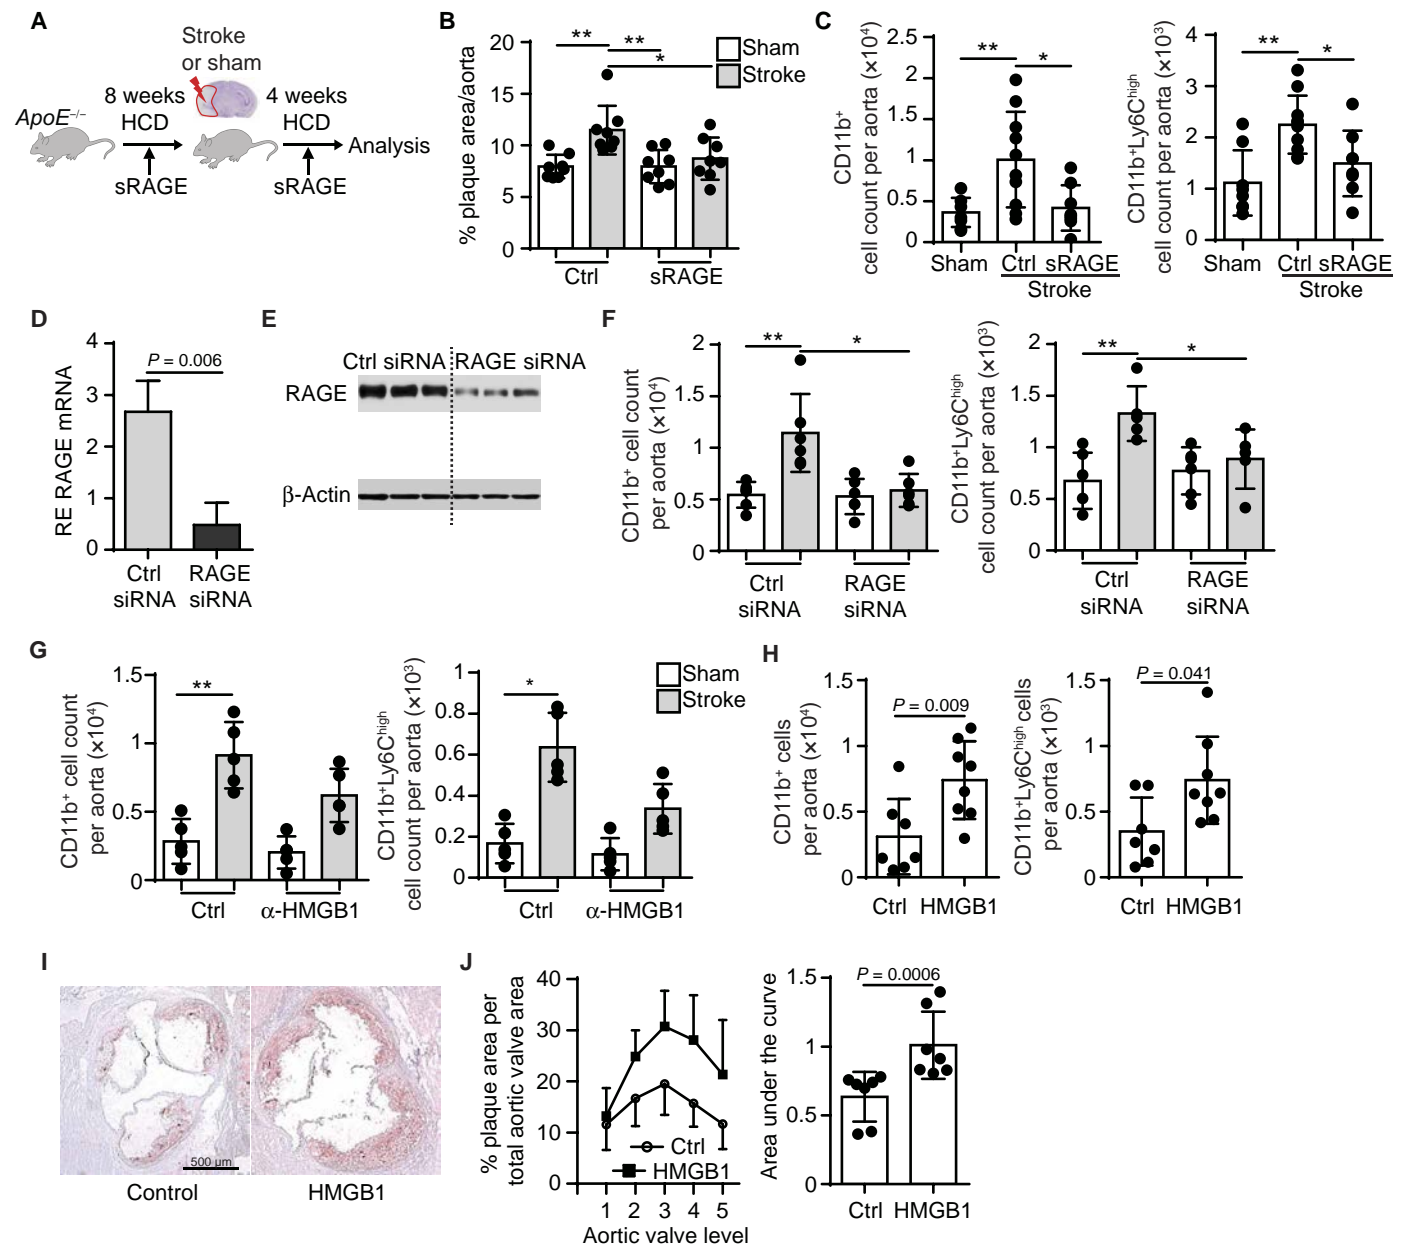 A
Stroke
or sham
8 weeks
HCD
4 weeks
HCD
ApoE–/–
Analysis
sRAGE
sRAGE
B
% plaque area/aorta
20
15
10
5
0
**
**
*
Sham
Stroke
Ctrl
sRAGE
C
CD11b+
cell count per aorta (×10⁴)
2.5
2
1.5
1
0.5
0
**
*
Sham
Ctrl
sRAGE
Stroke
CD11b+Ly6Chigh
cell count per aorta (×10³)
4
3
2
1
0
**
*
Sham
Ctrl
sRAGE
Stroke
D
RE RAGE mRNA
4
3
2
1
0
P = 0.006
Ctrl
siRNA
RAGE
siRNA
E
Ctrl siRNA
RAGE siRNA
RAGE
β-Actin
F
CD11b+ cell count
per aorta (×10⁴)
2
1.5
1
0.5
0
**
*
Ctrl
siRNA
RAGE
siRNA
CD11b+Ly6Chigh
cell count per aorta (×10³)
2
1.5
1
0.5
0
**
*
Ctrl
siRNA
RAGE
siRNA
G
CD11b+ cell count
per aorta (×10⁴)
1.5
1
0.5
0
**
Ctrl
α-HMGB1
CD11b+Ly6Chigh
cell count per aorta (×10³)
1
0.8
0.6
0.4
0.2
0
*
Ctrl
α-HMGB1
Sham
Stroke
H
CD11b+ cells
per aorta (×10⁴)
1.5
1
0.5
0
P = 0.009
Ctrl
HMGB1
CD11b+Ly6Chigh cells
per aorta (×10³)
1.5
1
0.5
0
P = 0.041
Ctrl
HMGB1
I
500 µm
Control
HMGB1
J
% plaque area per
total aortic valve area
40
30
20
10
0
Ctrl
HMGB1
1 2 3 4 5
Aortic valve level
Area under the curve
1.5
1
0.5
0
P = 0.0006
Ctrl
HMGB1